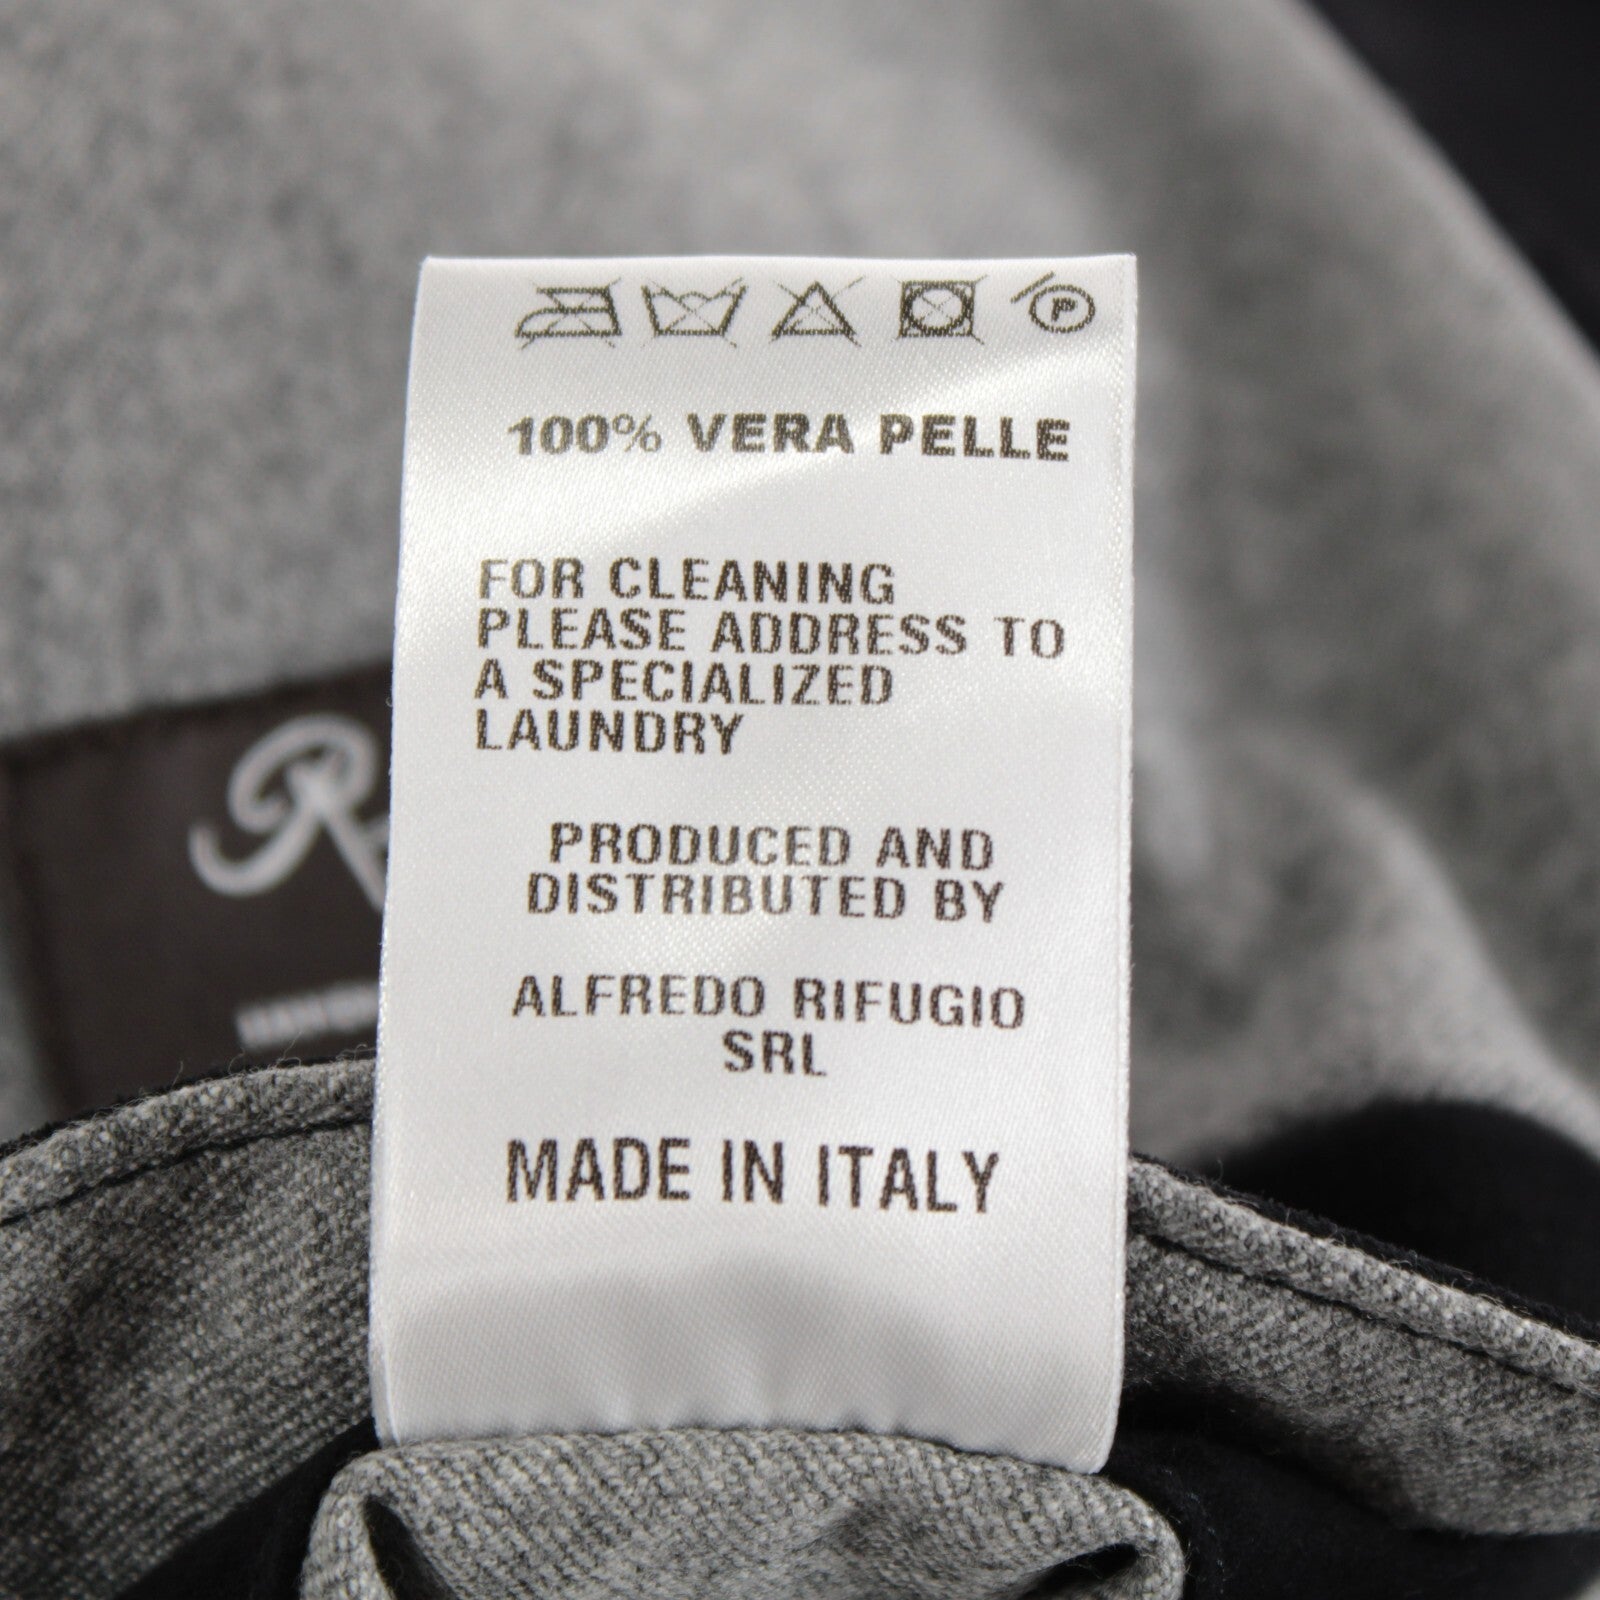 P
100% VERA PELLE
FOR CLEANING
PLEASE ADDRESS TO
A SPECIALIZED
LAUNDRY
PRODUCED AND
DISTRIBUTED BY
ALFREDO RIFUGIO
SRL
MADE IN ITALY